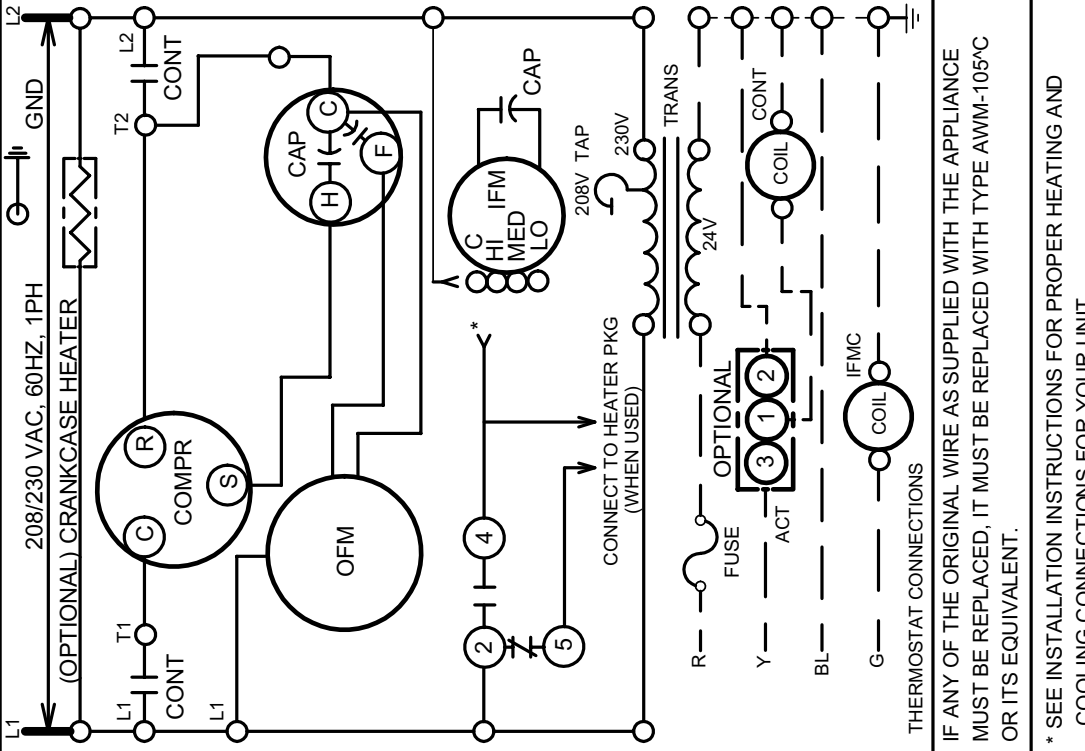 L1
L2
208/230 VAC, 60HZ, 1PH
GND
(OPTIONAL) CRANKCASE HEATER
L1
CONT
T1
C
R
S
COMPR
T2
L2
CONT
L1
OFM
CAP
H
C
F
2
4
5
*
CONNECT TO HEATER PKG
(WHEN USED)
C
HI
MED
LO
IFM
CAP
208V TAP
230V
TRANS
24V
R
FUSE
Y
ACT
OPTIONAL
3
1
2
COIL
CONT
BL
G
COIL
IFMC
THERMOSTAT CONNECTIONS
IF ANY OF THE ORIGINAL WIRE AS SUPPLIED WITH THE APPLIANCE
MUST BE REPLACED, IT MUST BE REPLACED WITH TYPE AWM-105^C
OR ITS EQUIVALENT.
* SEE INSTALLATION INSTRUCTIONS FOR PROPER HEATING AND
COOLING CONNECTIONS FOR YOUR UNIT